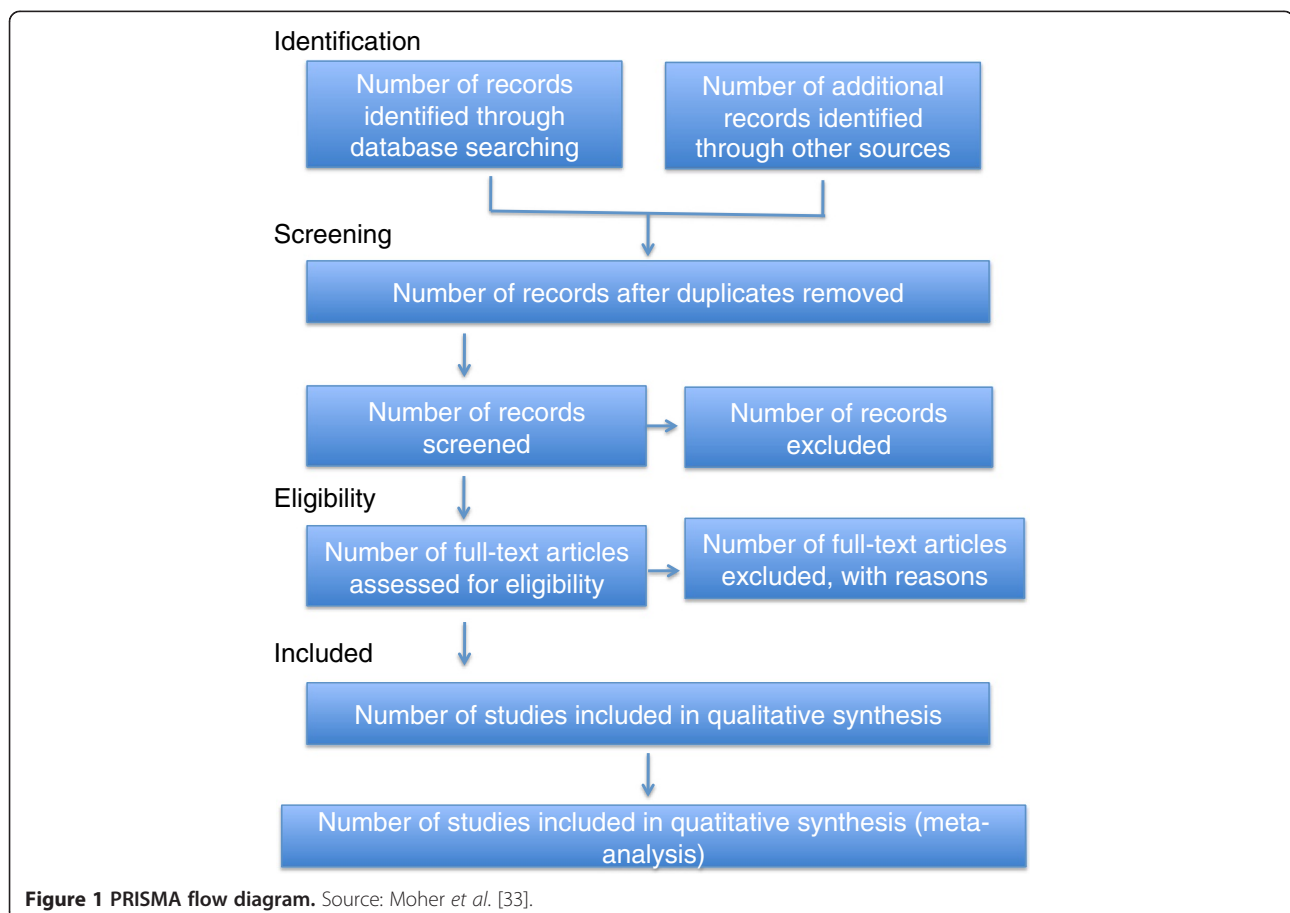 Identification
Number of records
identified through
database searching
Number of additional
records identified
through other sources
Screening
Number of records after duplicates removed
Number of records
screened
Number of records
excluded
Eligibility
Number of full-text articles
assessed for eligibility
Number of full-text articles
excluded, with reasons
Included
Number of studies included in qualitative synthesis
Number of studies included in quatitative synthesis (meta-
analysis)
Figure 1 PRISMA flow diagram. Source: Moher et al. [33].